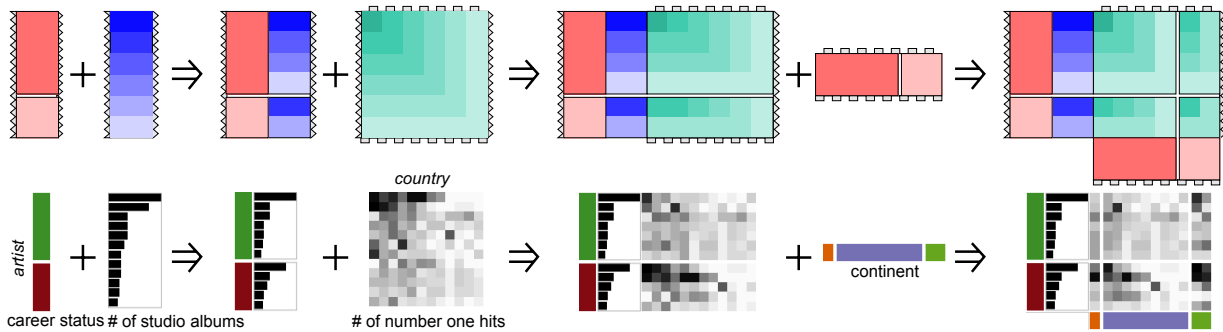 country
artist
continent
career status
# of studio albums
# of number one hits